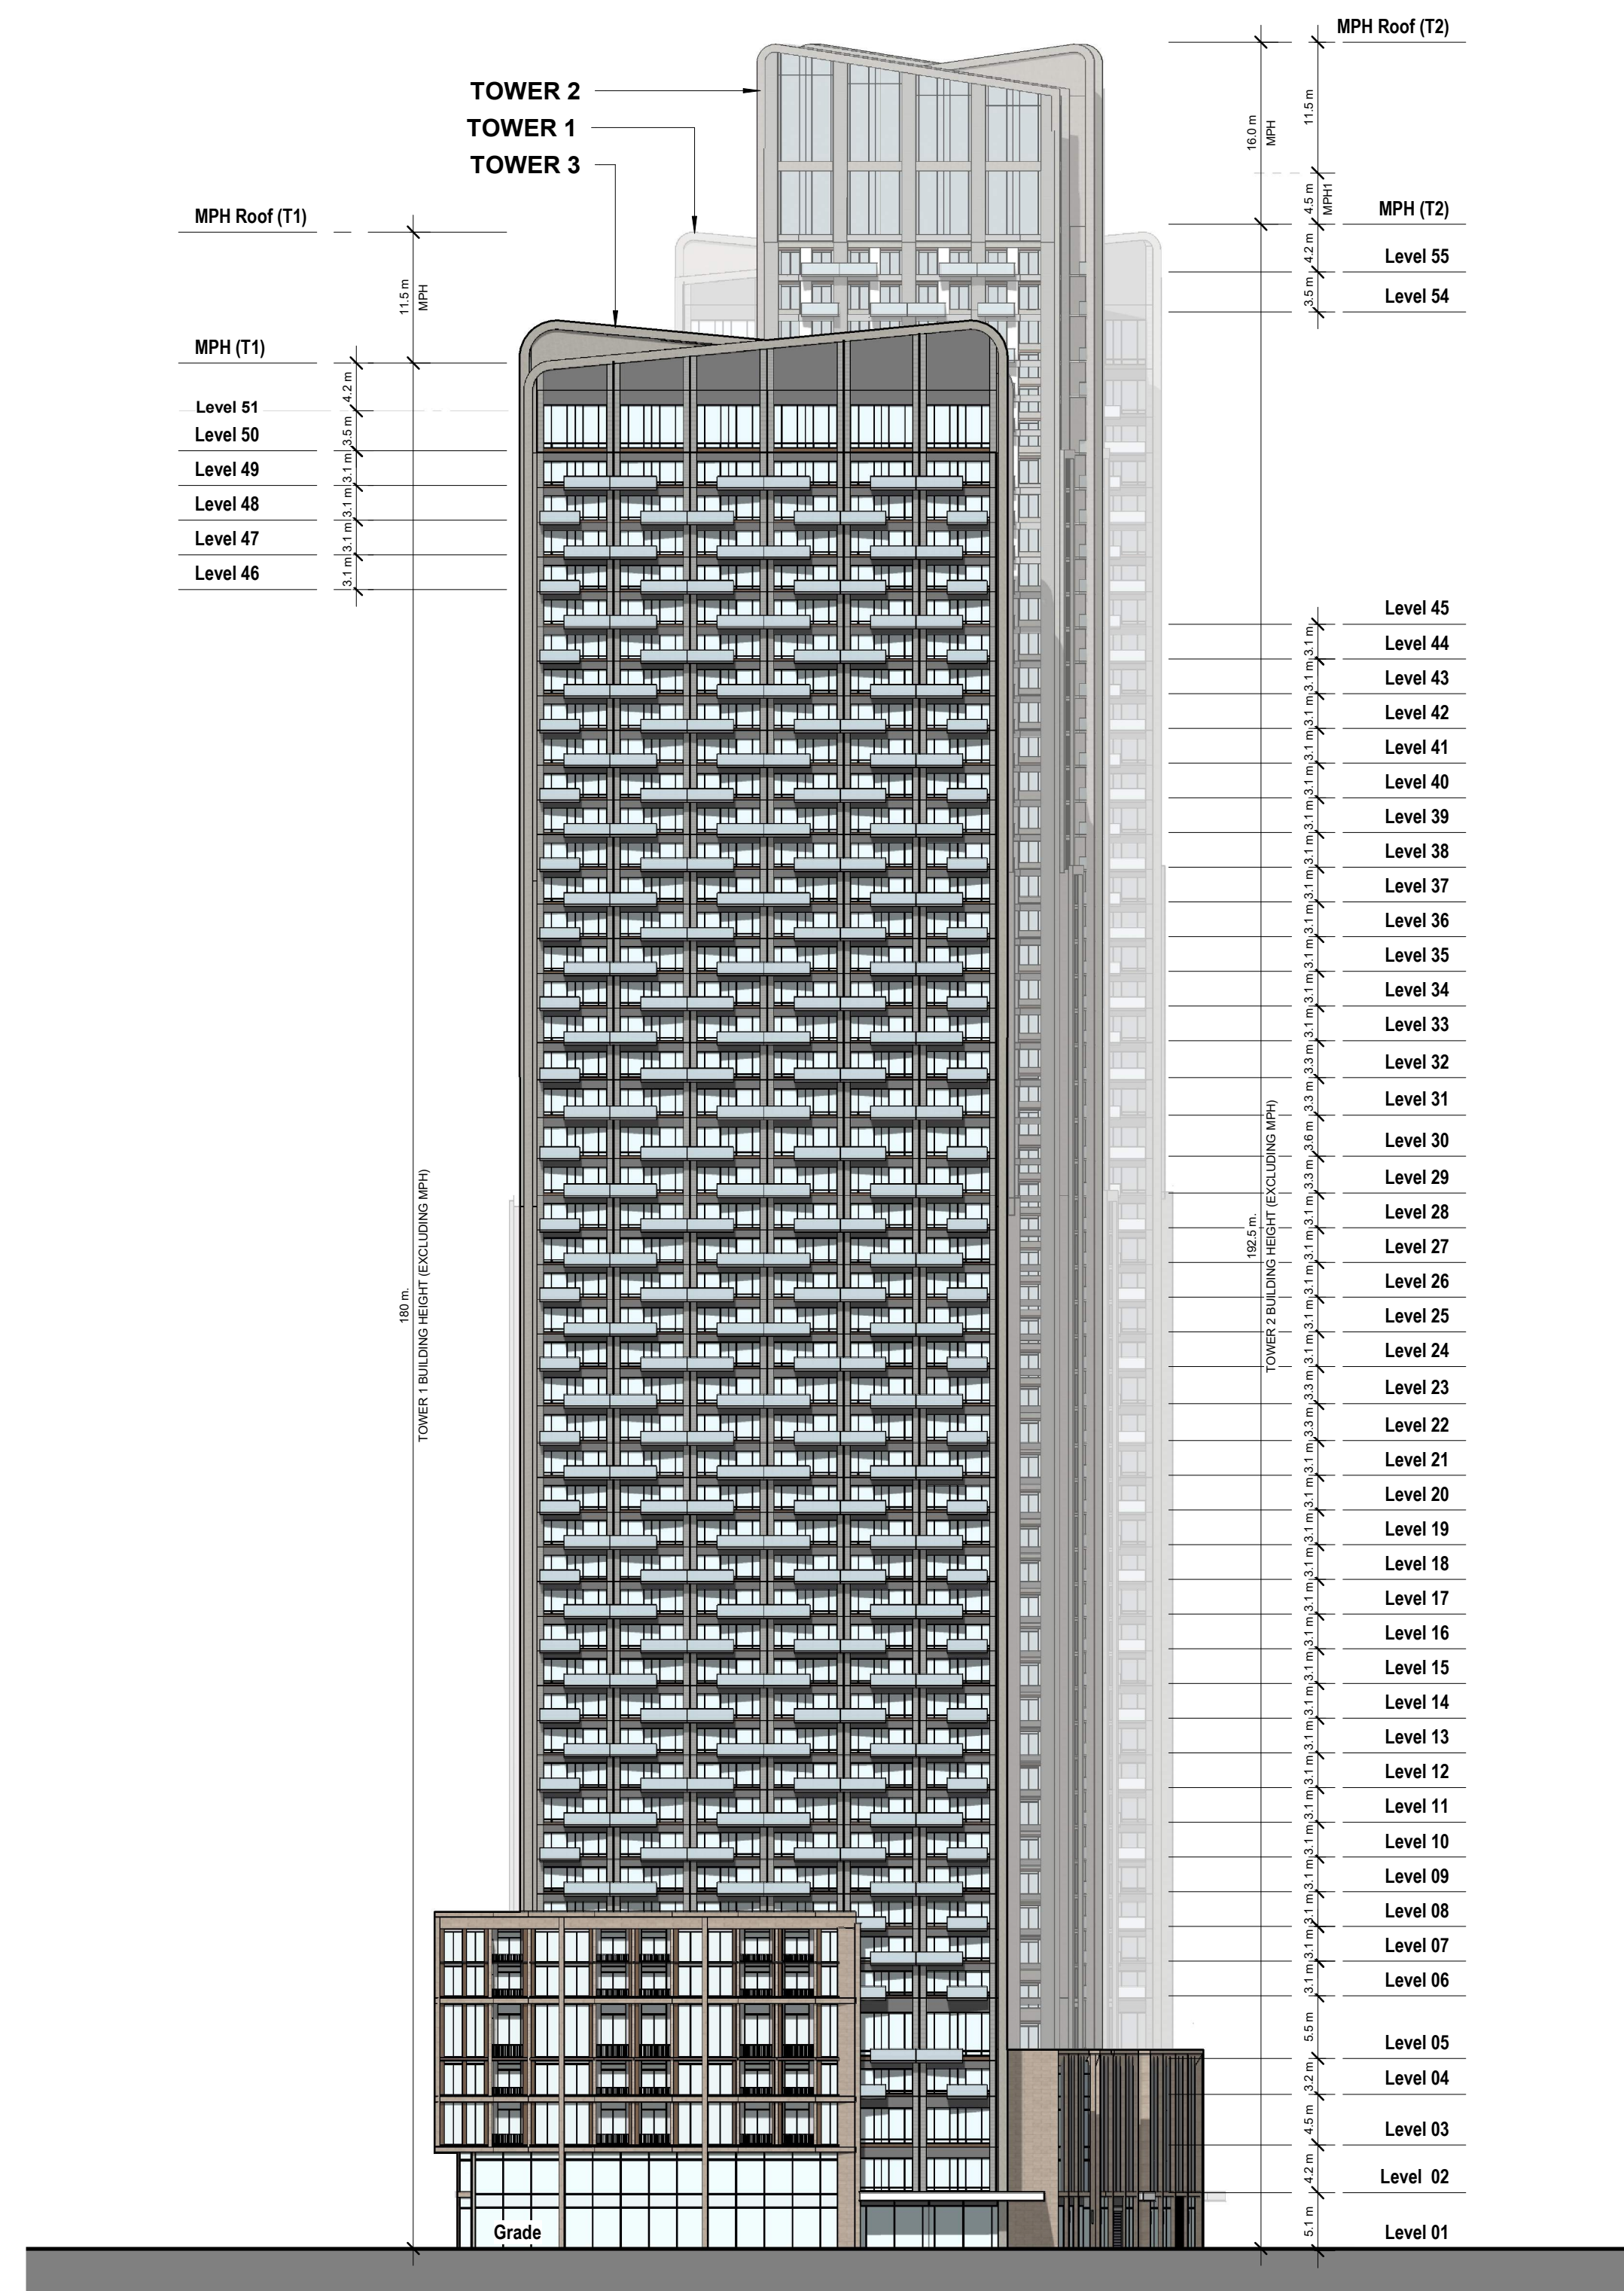 MPH Roof (T2)
TOWER 2
TOWER 1
TOWER 3
11.5 m
16.0 m
MPH
4.5 m
MPH1
MPH Roof (T1)
MPH (T2)
4.2 m
Level 55
3.5 m
Level 54
11.5 m
MPH
MPH (T1)
4.2 m
Level 51
3.5 m
Level 50
3.1 m
Level 49
3.1 m
Level 48
3.1 m
Level 47
3.1 m
Level 46
180 m.
TOWER 1 BUILDING HEIGHT (EXCLUDING MPH)
192.5 m.
TOWER 2 BUILDING HEIGHT (EXCLUDING MPH)
Level 45
3.1 m
Level 44
3.1 m
Level 43
3.1 m
Level 42
3.1 m
Level 41
3.1 m
Level 40
3.1 m
Level 39
3.1 m
Level 38
3.1 m
Level 37
3.1 m
Level 36
3.1 m
Level 35
3.1 m
Level 34
3.1 m
Level 33
3.3 m
Level 32
3.3 m
Level 31
3.6 m
Level 30
3.3 m
Level 29
3.1 m
Level 28
3.1 m
Level 27
3.1 m
Level 26
3.1 m
Level 25
3.1 m
Level 24
3.3 m
Level 23
3.3 m
Level 22
3.1 m
Level 21
3.1 m
Level 20
3.1 m
Level 19
3.1 m
Level 18
3.1 m
Level 17
3.1 m
Level 16
3.1 m
Level 15
3.1 m
Level 14
3.1 m
Level 13
3.1 m
Level 12
3.1 m
Level 11
3.1 m
Level 10
3.1 m
Level 09
3.1 m
Level 08
3.1 m
Level 07
3.1 m
Level 06
5.5 m
Level 05
3.2 m
Level 04
4.5 m
Level 03
4.2 m
Level 02
5.1 m
Level 01
Grade